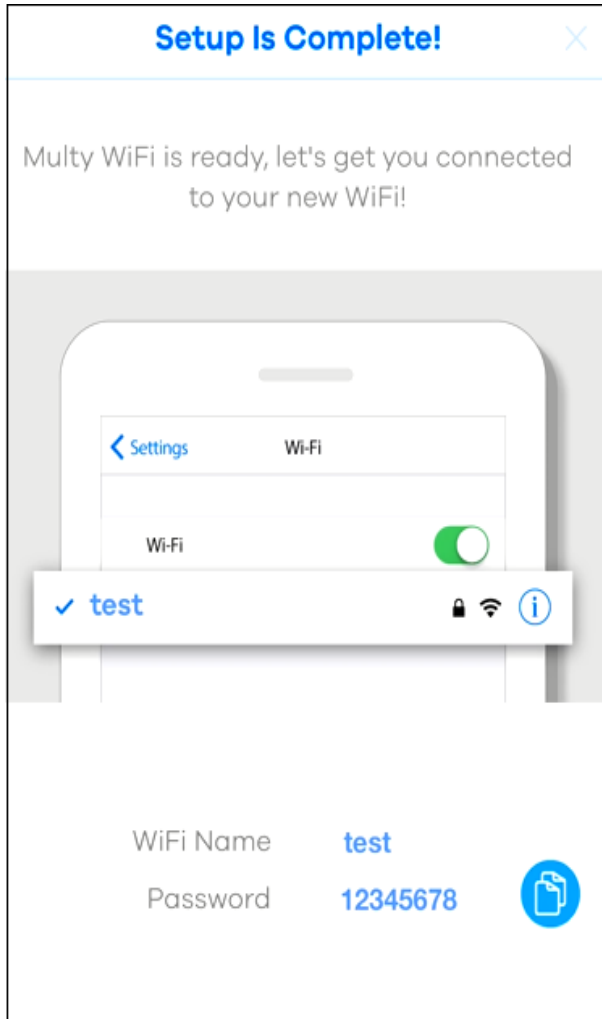 Setup Is Complete!
Multy WiFi is ready, let's get you connected
to your new WiFi!
Settings Wi-Fi
Wi-Fi
test
WiFi Name test
Password 12345678